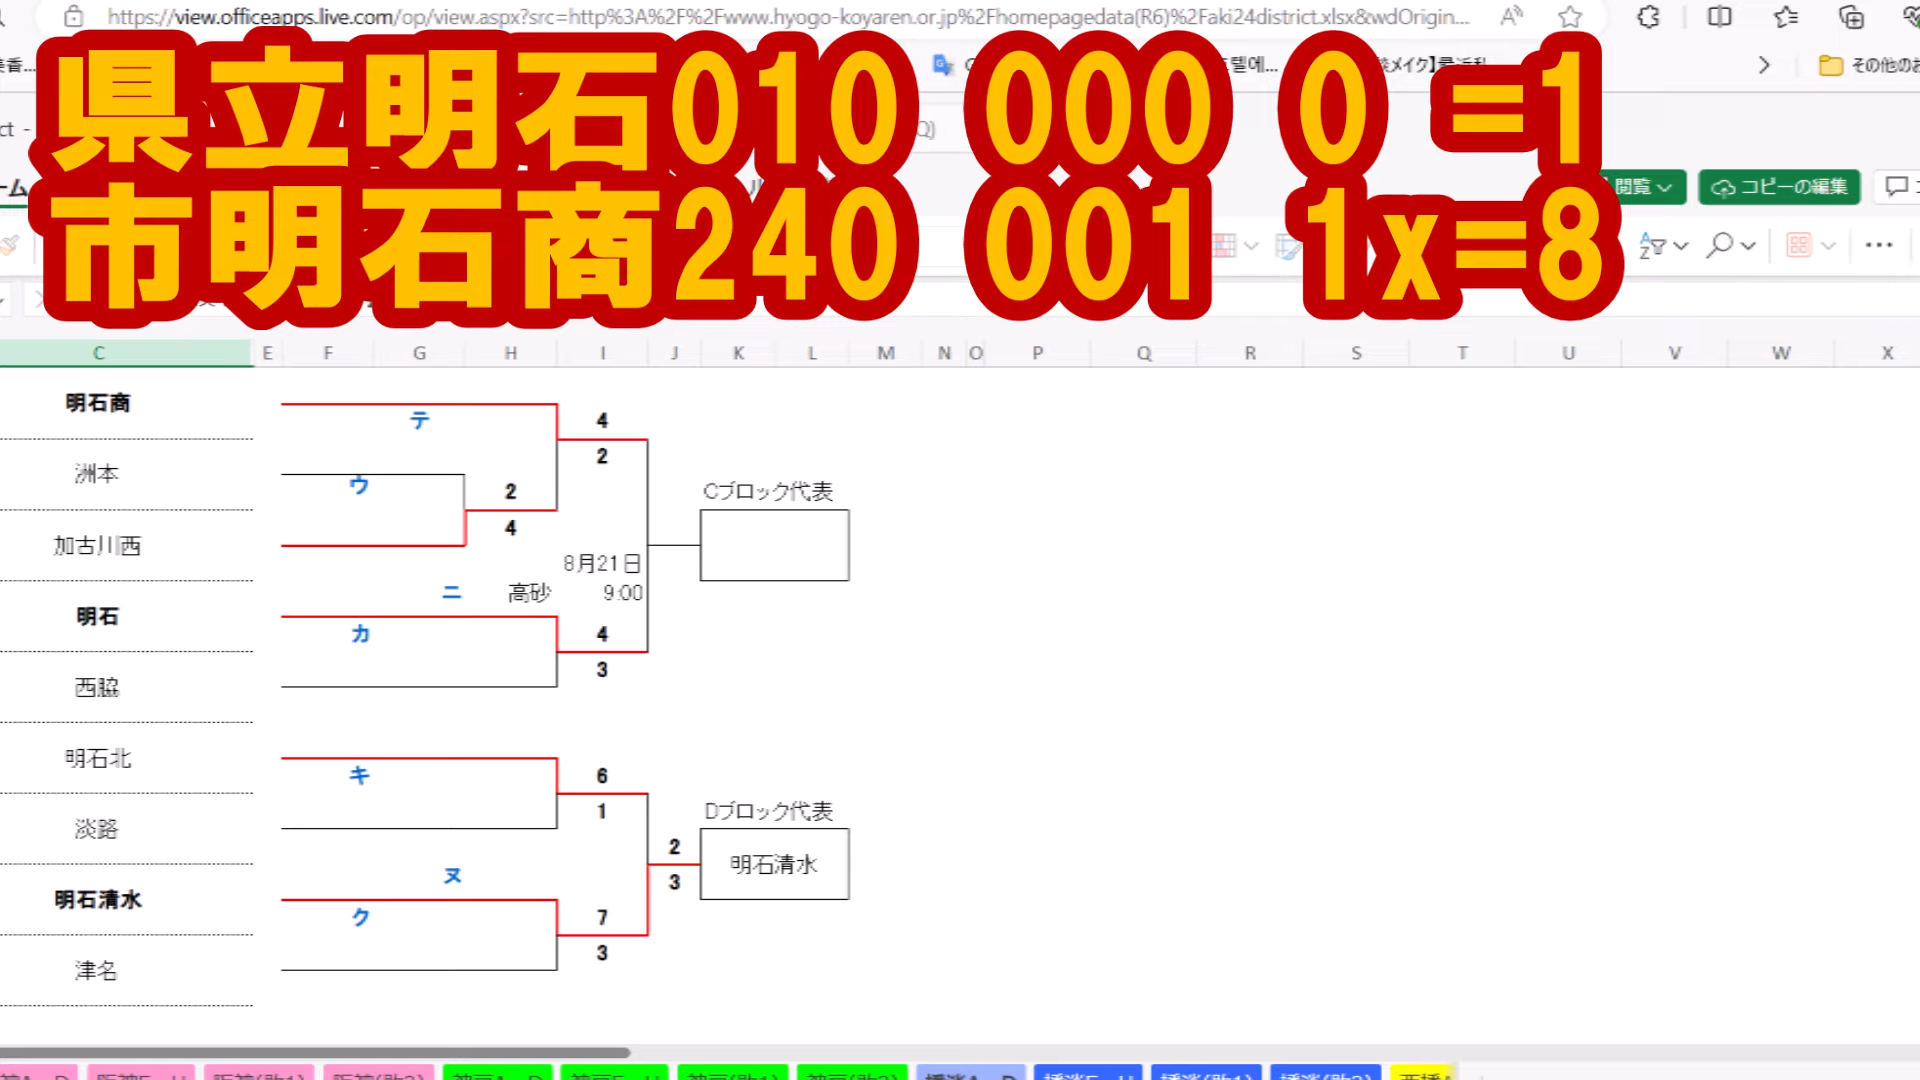 https://view.officeapps.live.com/op/view.aspx?src=http%3A%2F%2Fwww.hyogo-koyaren.or.jp%2Fhomepagedata(R6)%2Faki24district.xlsx&wdOrigin...
県立明石010 000 0 =1
市明石商240 001 1x=8
その他のお
閲覧
コピーの編集
C E F G H I J K L M N O P Q R S T U V W X
明石商
テ
4
2
洲本
ウ
2
Cブロック代表
4
加古川西
8月21日
ニ
高砂
9:00
明石
カ
4
3
西脇
明石北
キ
6
1
Dブロック代表
淡路
2
明石清水
ヌ
3
明石清水
ク
7
3
津名